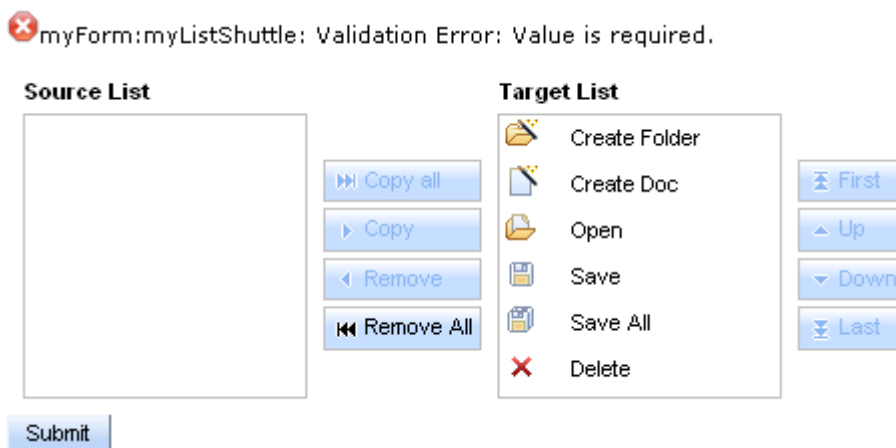 myForm:myListShuttle: Validation Error: Value is required.
Source List
Target List
Copy all
Copy
Remove
Remove All
Create Folder
Create Doc
Open
Save
Save All
Delete
First
Up
Down
Last
Submit